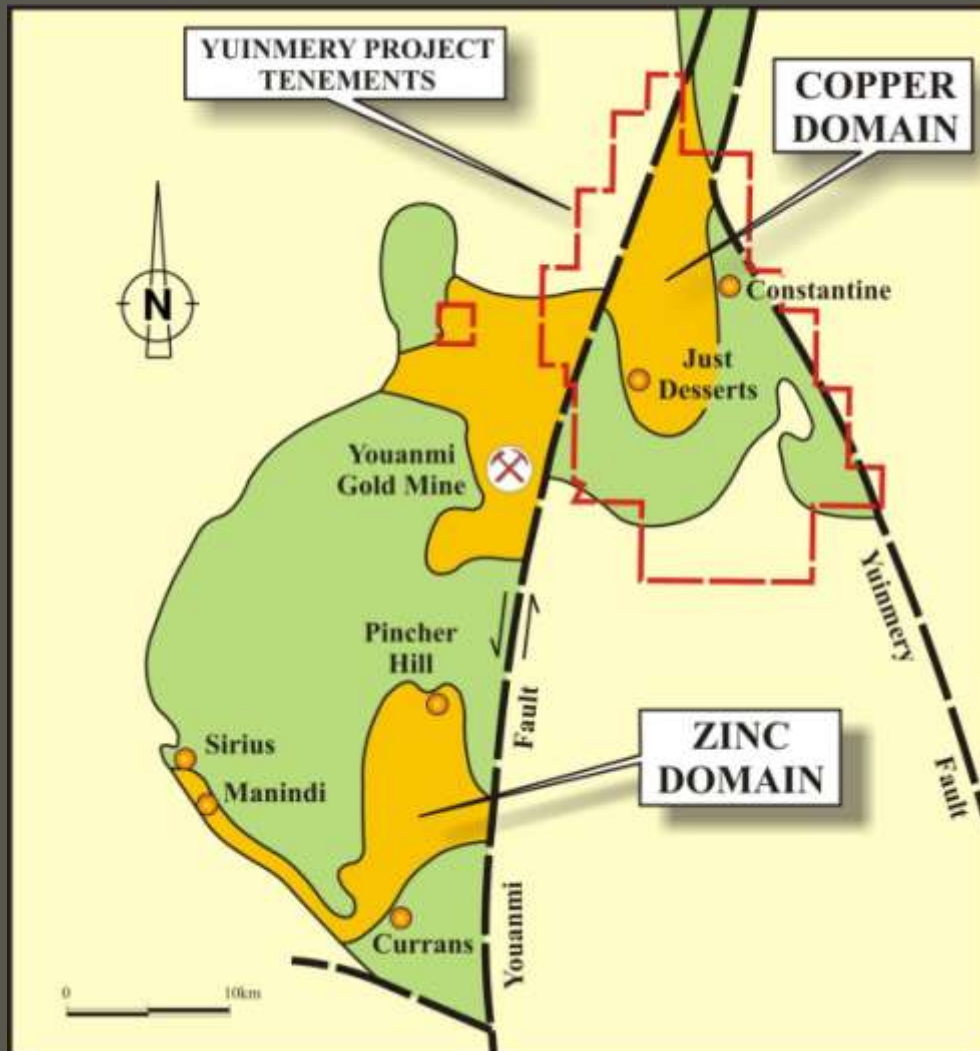 YUINMERY PROJECT
TENEMENTS
COPPER
DOMAIN
N
Constantine
Just
Desserts
Youanmi
Gold Mine
Yuinmery
Fault
Pincher
Hill
Fault
Youanmi
ZINC
DOMAIN
Sirius
Manindi
Currans
0
10km